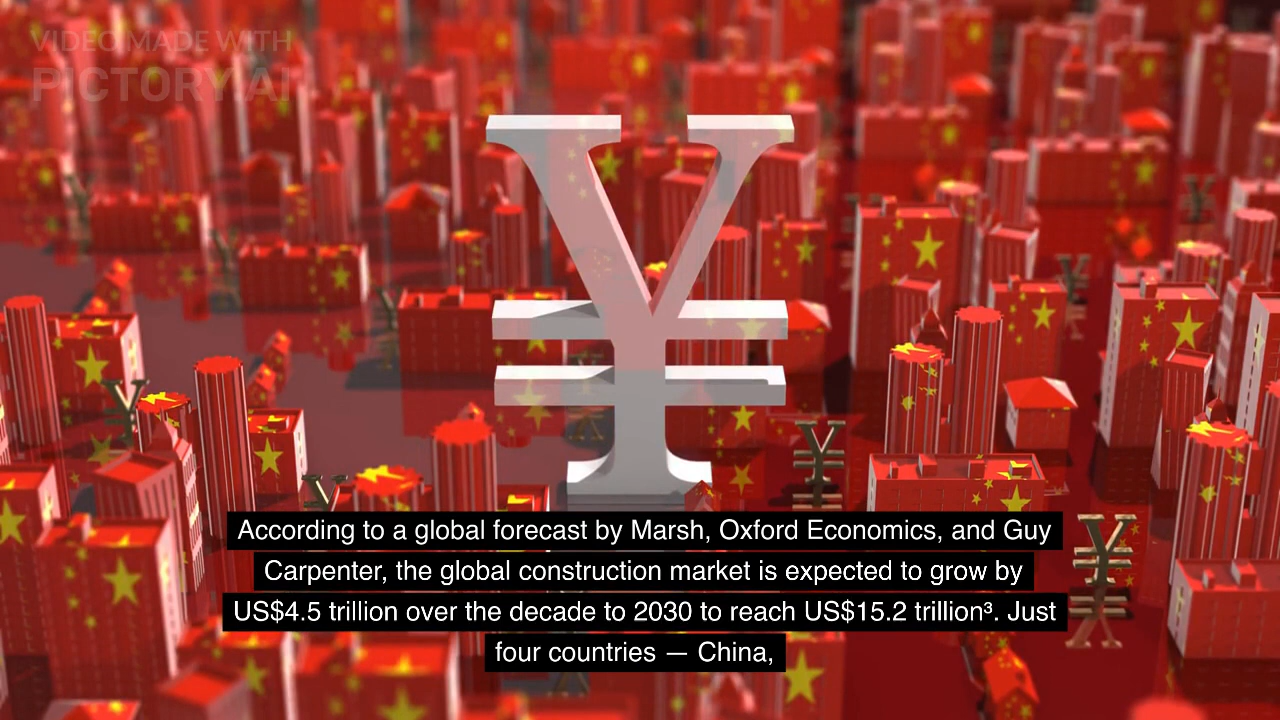 VIDEO MADE WITH
PICTORY AI
¥
According to a global forecast by Marsh, Oxford Economics, and Guy
Carpenter, the global construction market is expected to grow by
US$4.5 trillion over the decade to 2030 to reach US$15.2 trillion³. Just
four countries — China,